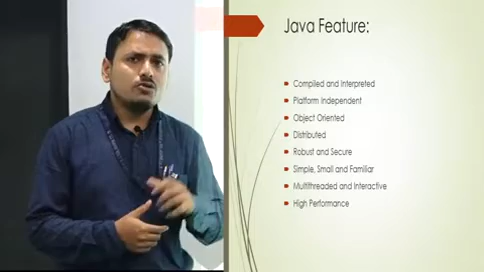 Java Feature:
Compiled and Interpreted
Platform Independent
Object Oriented
Distributed
Robust and Secure
Simple, Small and Familiar
Multithreaded and Interactive
High Performance